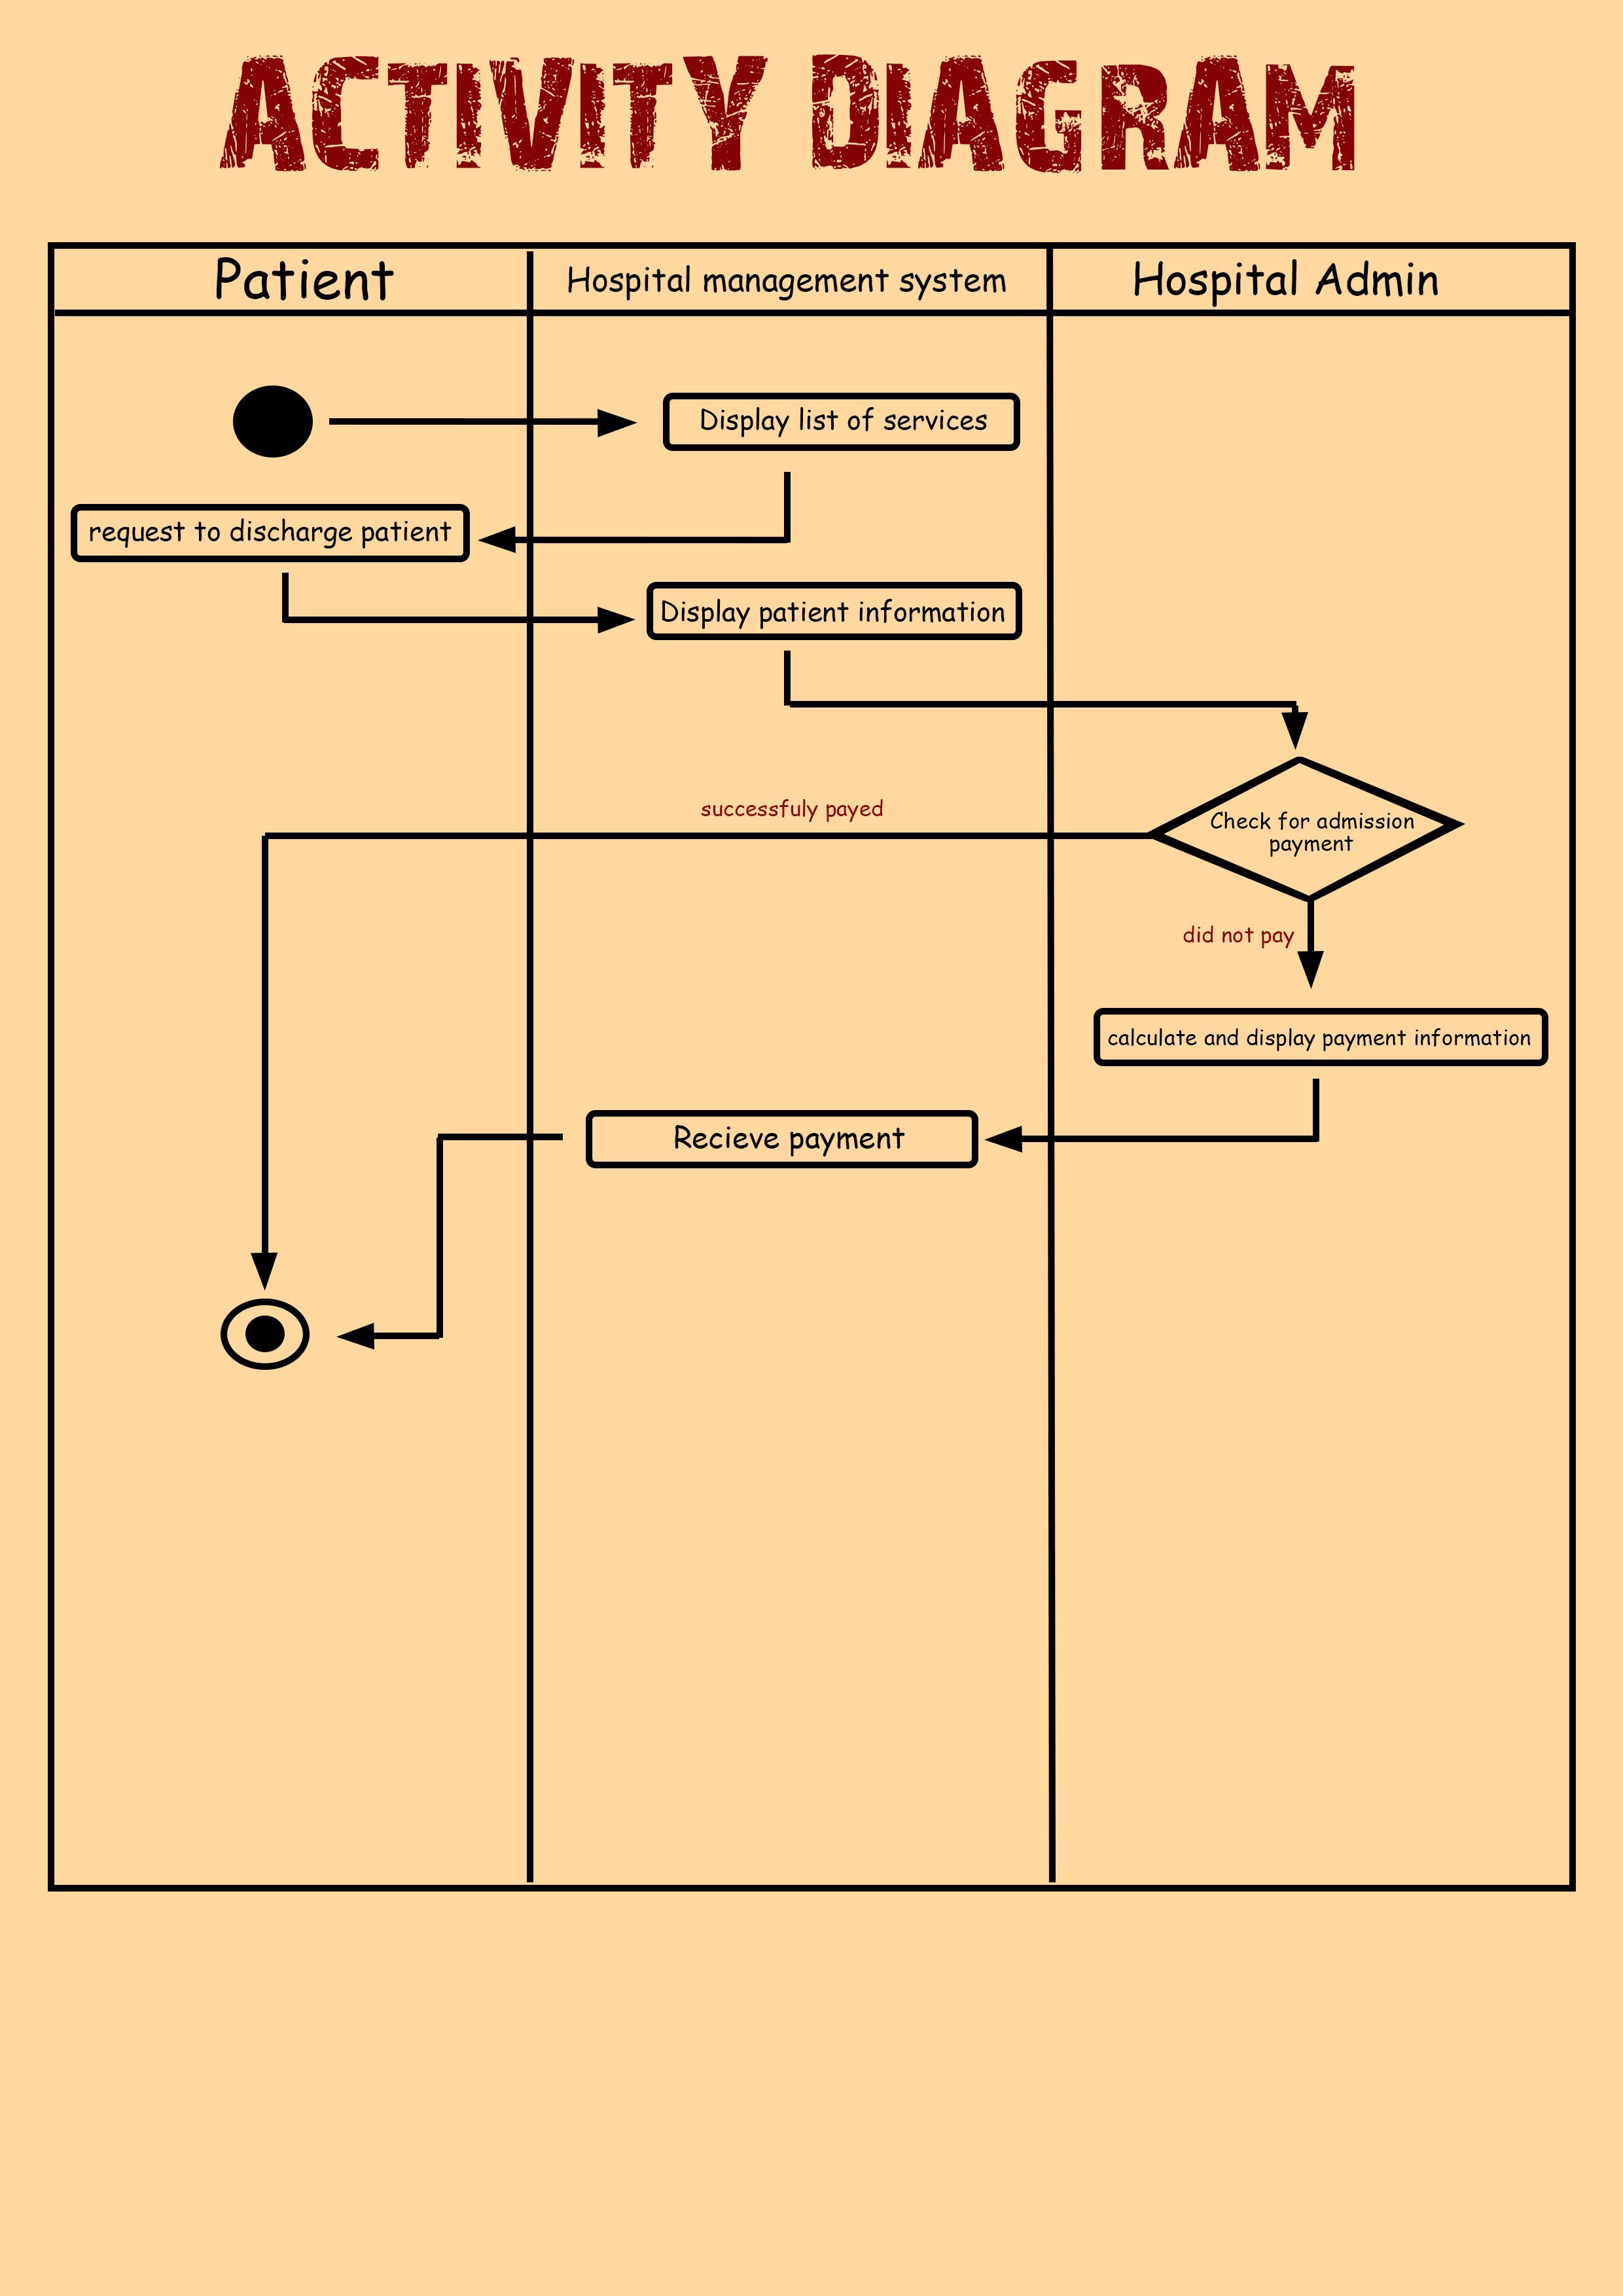 ACTIVITY DIAGRAM
Patient
Hospital management system
Hospital Admin
Display list of services
request to discharge patient
Display patient information
successfuly payed
Check for admission
payment
did not pay
calculate and display payment information
Recieve payment